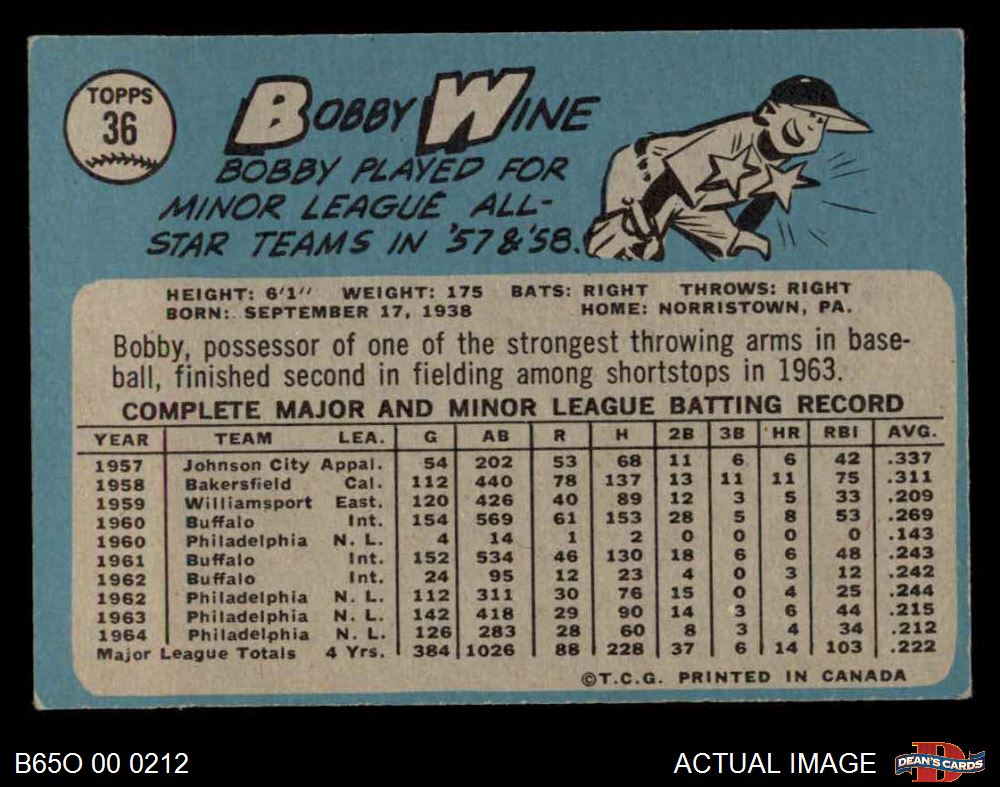 TOPPS
36
BOBBY WINE
BOBBY PLAYED FOR
MINOR LEAGUE ALL-
STAR TEAMS IN '57 & '58.
HEIGHT: 6'1" WEIGHT: 175 BATS: RIGHT THROWS: RIGHT
BORN: SEPTEMBER 17, 1938 HOME: NORRISTOWN, PA.
Bobby, possessor of one of the strongest throwing arms in base-
ball, finished second in fielding among shortstops in 1963.
COMPLETE MAJOR AND MINOR LEAGUE BATTING RECORD
YEAR TEAM LEA. G AB R H 2B 3B HR RBI AVG.
1957 Johnson City Appal. 54 202 53 68 11 6 6 42 .337
1958 Bakersfield Cal. 112 440 78 137 13 11 11 75 .311
1959 Williamsport East. 120 426 40 89 12 3 5 33 .209
1960 Buffalo Int. 154 569 61 153 28 5 8 53 .269
1960 Philadelphia N. L. 4 14 1 2 0 0 0 0 .143
1961 Buffalo Int. 152 534 46 130 18 6 6 48 .243
1962 Buffalo Int. 24 95 12 23 4 0 3 12 .242
1962 Philadelphia N. L. 112 311 30 76 15 0 4 25 .244
1963 Philadelphia N. L. 142 418 29 90 14 3 6 44 .215
1964 Philadelphia N. L. 126 283 28 60 8 3 4 34 .212
Major League Totals 4 Yrs. 384 1026 88 228 37 6 14 103 .222
©T.C.G. PRINTED IN CANADA
B65O 00 0212 ACTUAL IMAGE DEAN'S CARDS